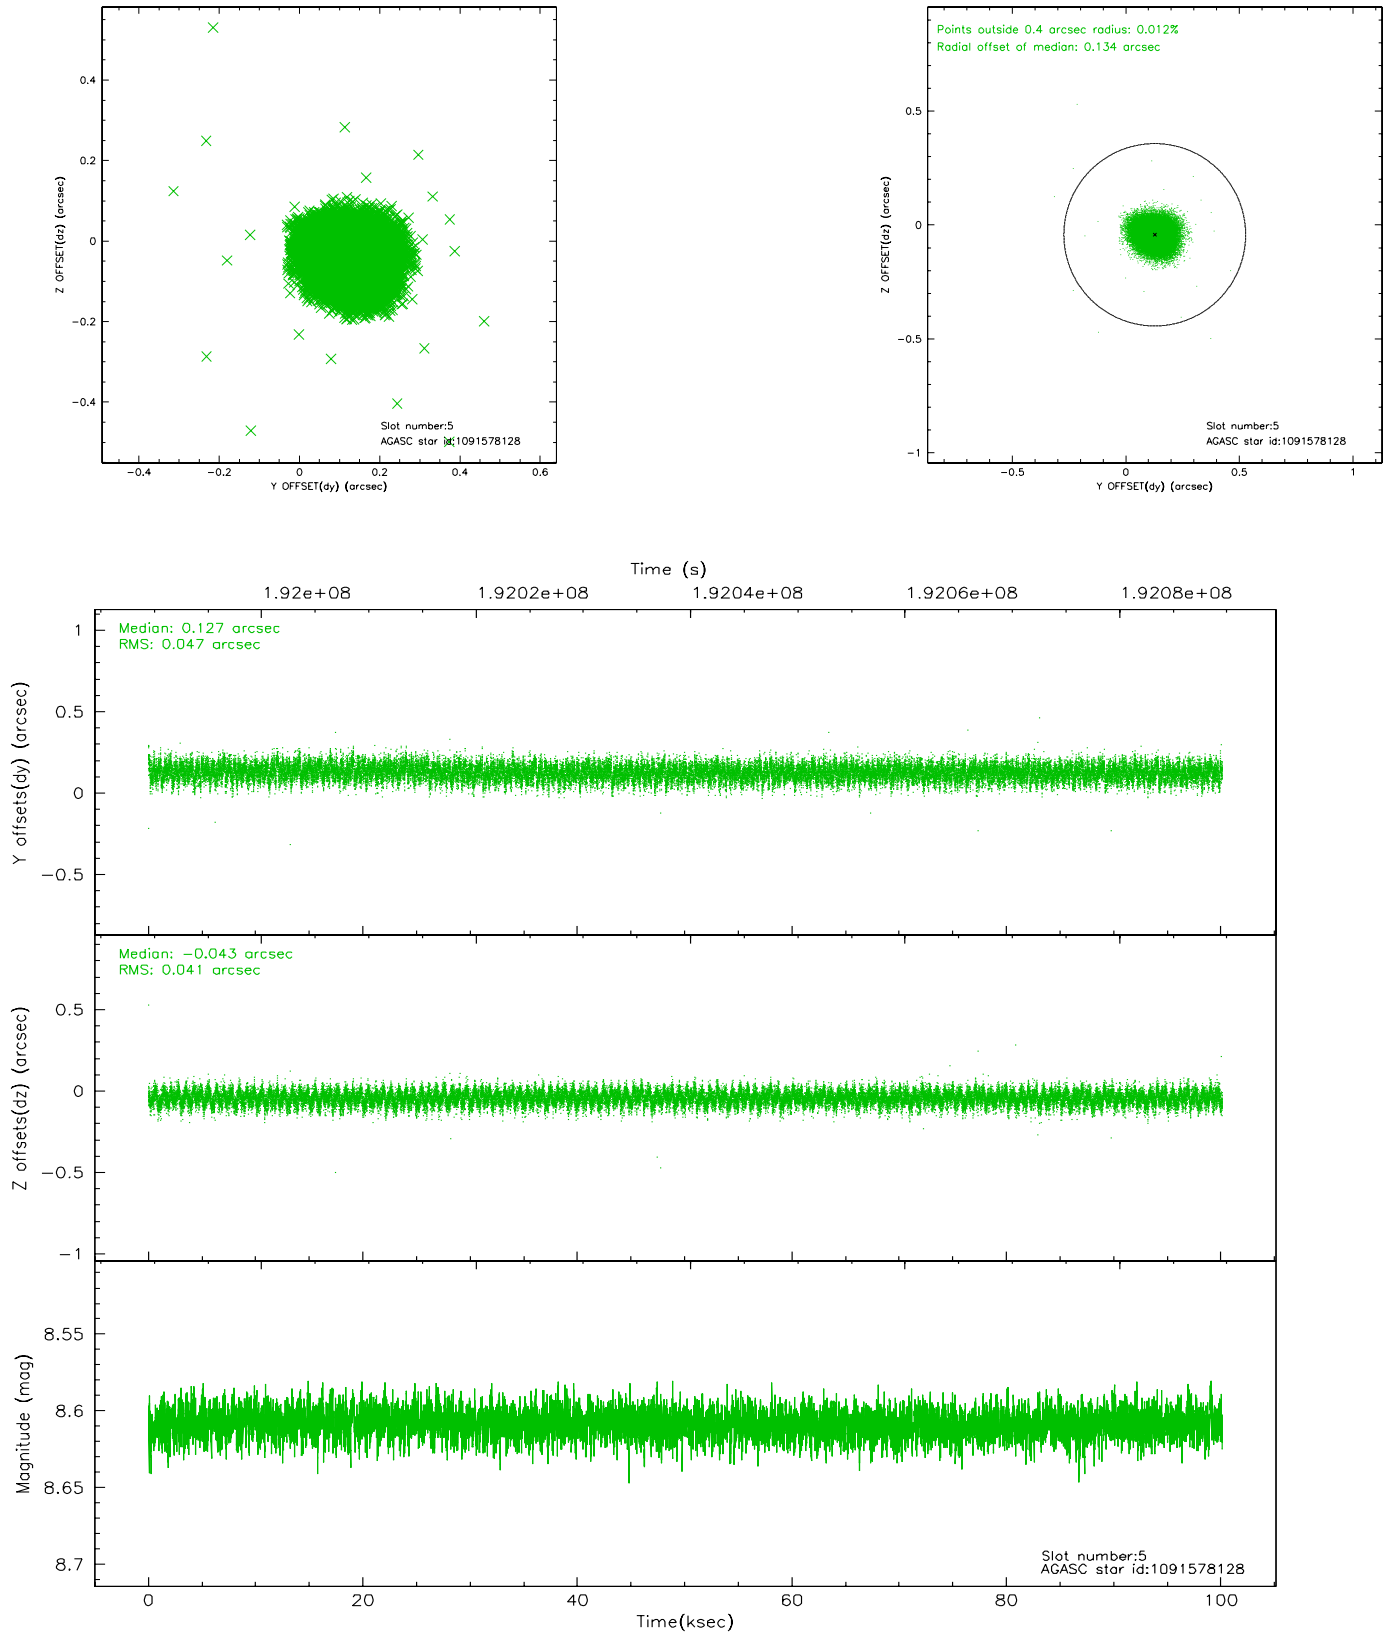 0.4
0.2
0
−0.2
−0.4
Z OFFSET(dz) (arcsec)
Slot number:5
AGASC star id:1091578128
−0.4 −0.2 0 0.2 0.4 0.6
Y OFFSET(dy) (arcsec)
Points outside 0.4 arcsec radius: 0.012%
Radial offset of median: 0.134 arcsec
0.5
0
−0.5
−1
Z OFFSET(dz) (arcsec)
Slot number:5
AGASC star id:1091578128
−0.5 0 0.5 1
Y OFFSET(dy) (arcsec)
Time (s)
1.92e+08 1.9202e+08 1.9204e+08 1.9206e+08 1.9208e+08
Median: 0.127 arcsec
RMS: 0.047 arcsec
1
0.5
0
−0.5
Y offsets(dy) (arcsec)
Median: −0.043 arcsec
RMS: 0.041 arcsec
0.5
0
−0.5
−1
Z offsets(dz) (arcsec)
8.55
8.6
8.65
8.7
Magnitude (mag)
Slot number:5
AGASC star id:1091578128
0 20 40 60 80 100
Time(ksec)